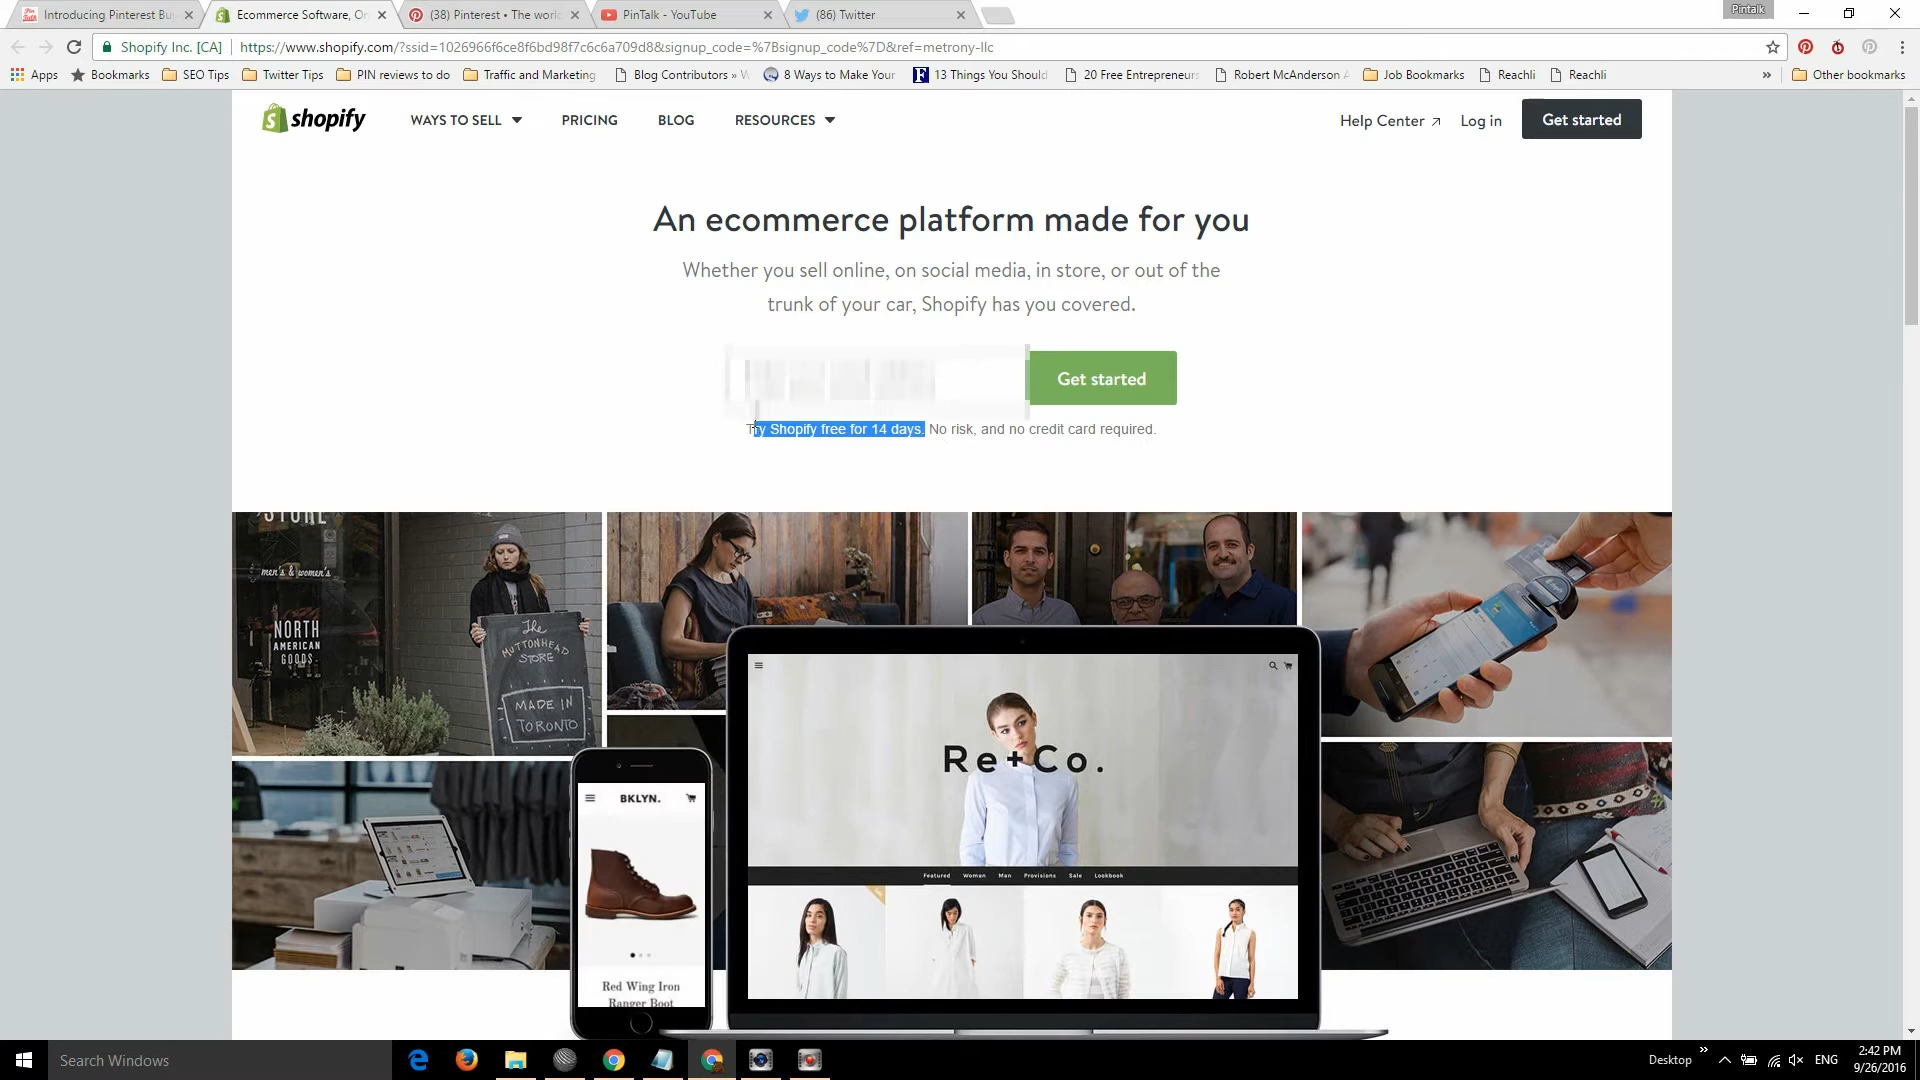 Introducing Pinterest Bu
Ecommerce Software, On
(38) Pinterest • The world
PinTalk - YouTube
(86) Twitter
Pintalk
Shopify Inc. [CA]
https://www.shopify.com/?ssid=1026966f6ce8f6bd98f7c6c6a709d8&signup_code=%7Bsignup_code%7D&ref=metrony-llc
Apps
Bookmarks
SEO Tips
Twitter Tips
PIN reviews to do
Traffic and Marketing
Blog Contributors »
8 Ways to Make Your
13 Things You Should
20 Free Entrepreneurs
Robert McAnderson
Job Bookmarks
Reachli
Reachli
»
Other bookmarks
shopify
WAYS TO SELL
PRICING
BLOG
RESOURCES
Help Center
Log in
Get started
An ecommerce platform made for you
Whether you sell online, on social media, in store, or out of the
trunk of your car, Shopify has you covered.
Get started
Try Shopify free for 14 days. No risk, and no credit card required.
STORE
men's & women's
NORTH
AMERICAN
GOODS
The
MUTTONHEAD
STORE
MADE IN
TORONTO
Re+Co.
Featured
Woman
Man
Provisions
Sale
Lookbook
BKLYN.
Red Wing Iron
Ranger Boot
Search Windows
Desktop
»
ENG
2:42 PM
9/26/2016